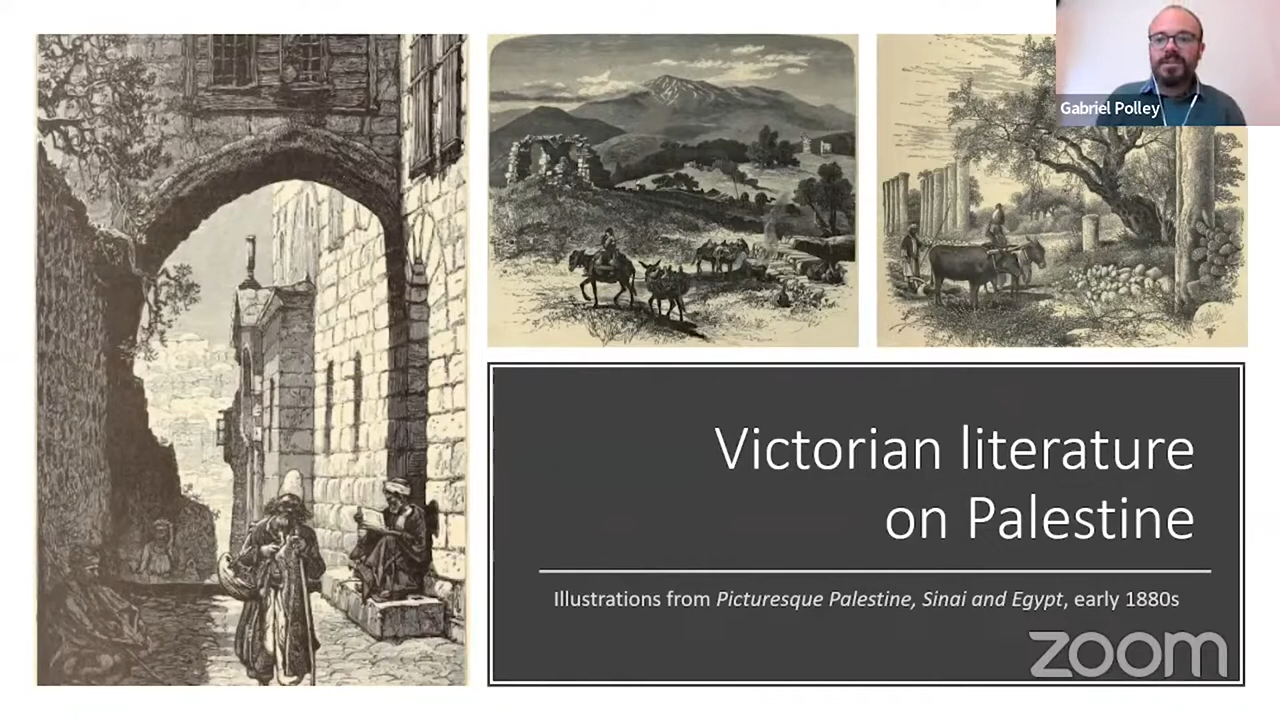 Gabriel Polley
Victorian literature
on Palestine
Illustrations from Picturesque Palestine, Sinai and Egypt, early 1880s
zoom